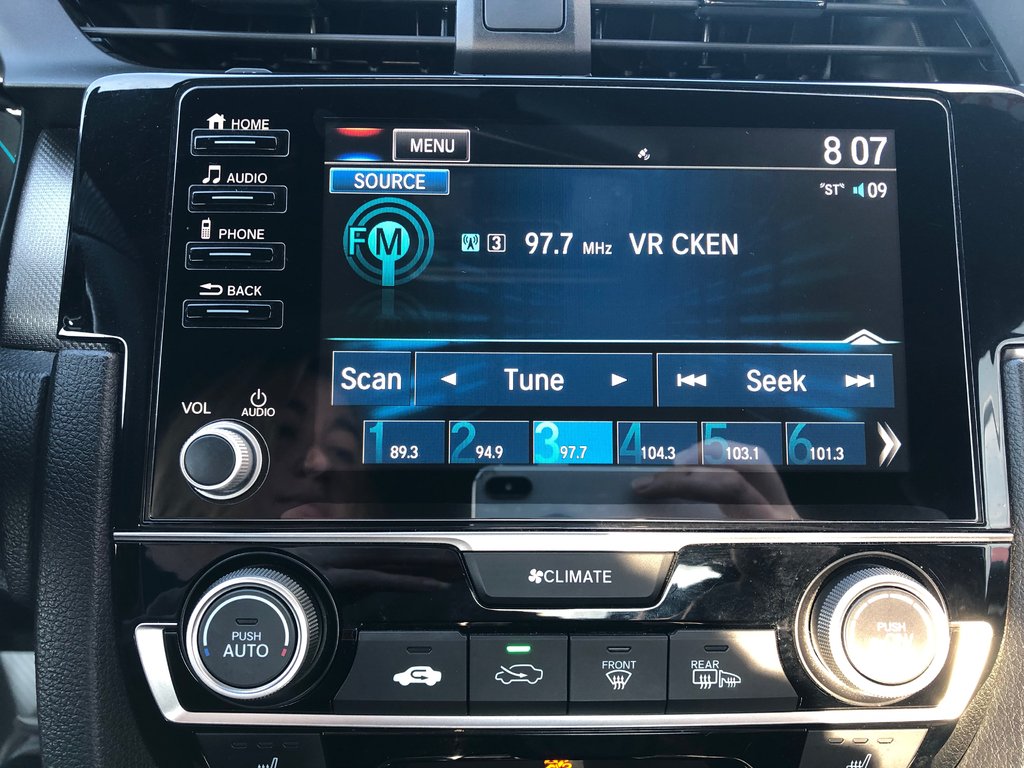 HOME
AUDIO
PHONE
BACK
VOL
AUDIO
MENU
8 07
SOURCE
"ST" 09
FM
3 97.7 MHz VR CKEN
Scan Tune Seek
1 89.3
2 94.9
3 97.7
4 104.3
5 103.1
6 101.3
CLIMATE
PUSH
AUTO
FRONT
REAR
PUSH